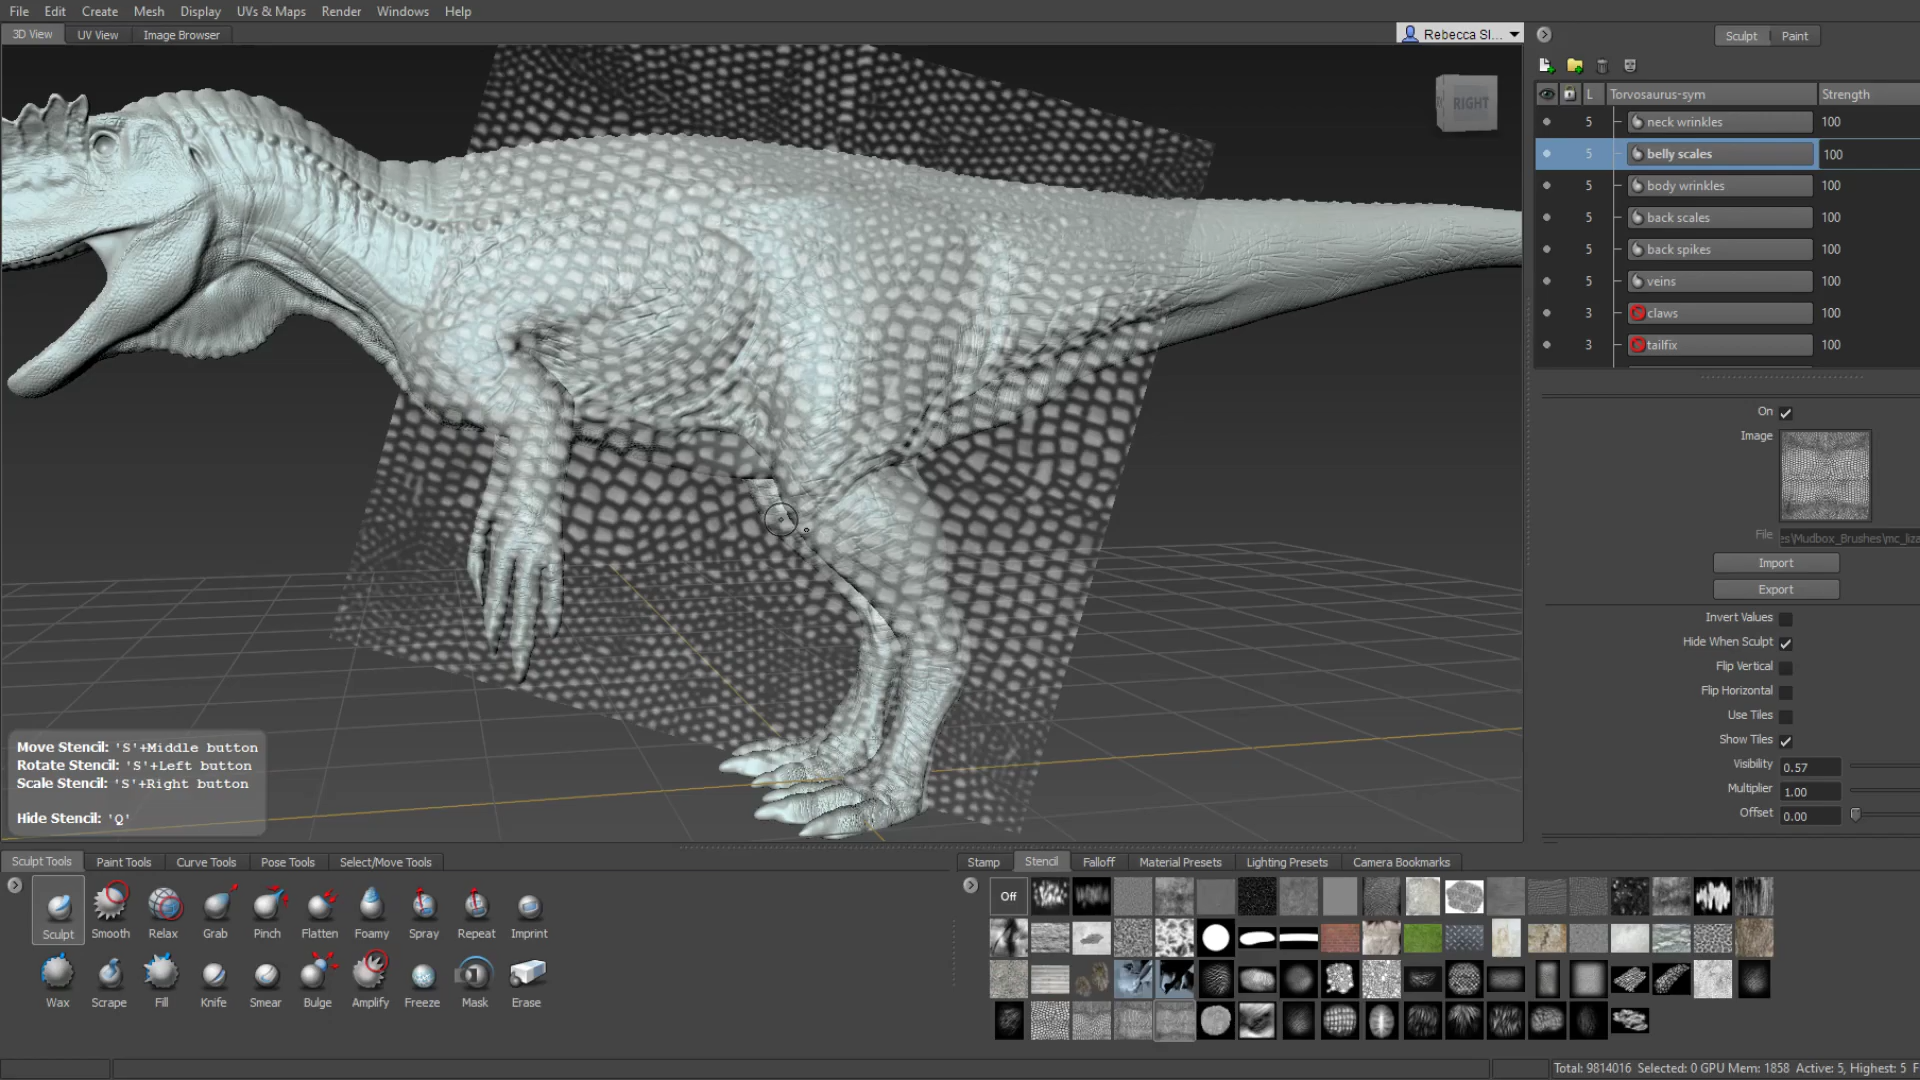 File Edit Create Mesh Display UVs & Maps Render Windows Help
3D View UV View Image Browser
Rebecca Sl...
Sculpt Paint
RIGHT
L Torvosaurus-sym Strength
5 neck wrinkles 100
5 belly scales 100
5 body wrinkles 100
5 back scales 100
5 back spikes 100
5 veins 100
3 claws 100
3 tailfix 100
On
Image
File es\Mudbox_Brushes\mc_liza
Import
Export
Invert Values
Hide When Sculpt
Flip Vertical
Flip Horizontal
Use Tiles
Show Tiles
Visibility 0.57
Multiplier 1.00
Offset 0.00
Move Stencil: 'S'+Middle button
Rotate Stencil: 'S'+Left button
Scale Stencil: 'S'+Right button
Hide Stencil: 'Q'
Sculpt Tools Paint Tools Curve Tools Pose Tools Select/Move Tools
Stamp Stencil Falloff Material Presets Lighting Presets Camera Bookmarks
Off
Sculpt Smooth Relax Grab Pinch Flatten Foamy Spray Repeat Imprint
Wax Scrape Fill Knife Smear Bulge Amplify Freeze Mask Erase
Total: 9814016 Selected: 0 GPU Mem: 1858 Active: 5, Highest: 5 F